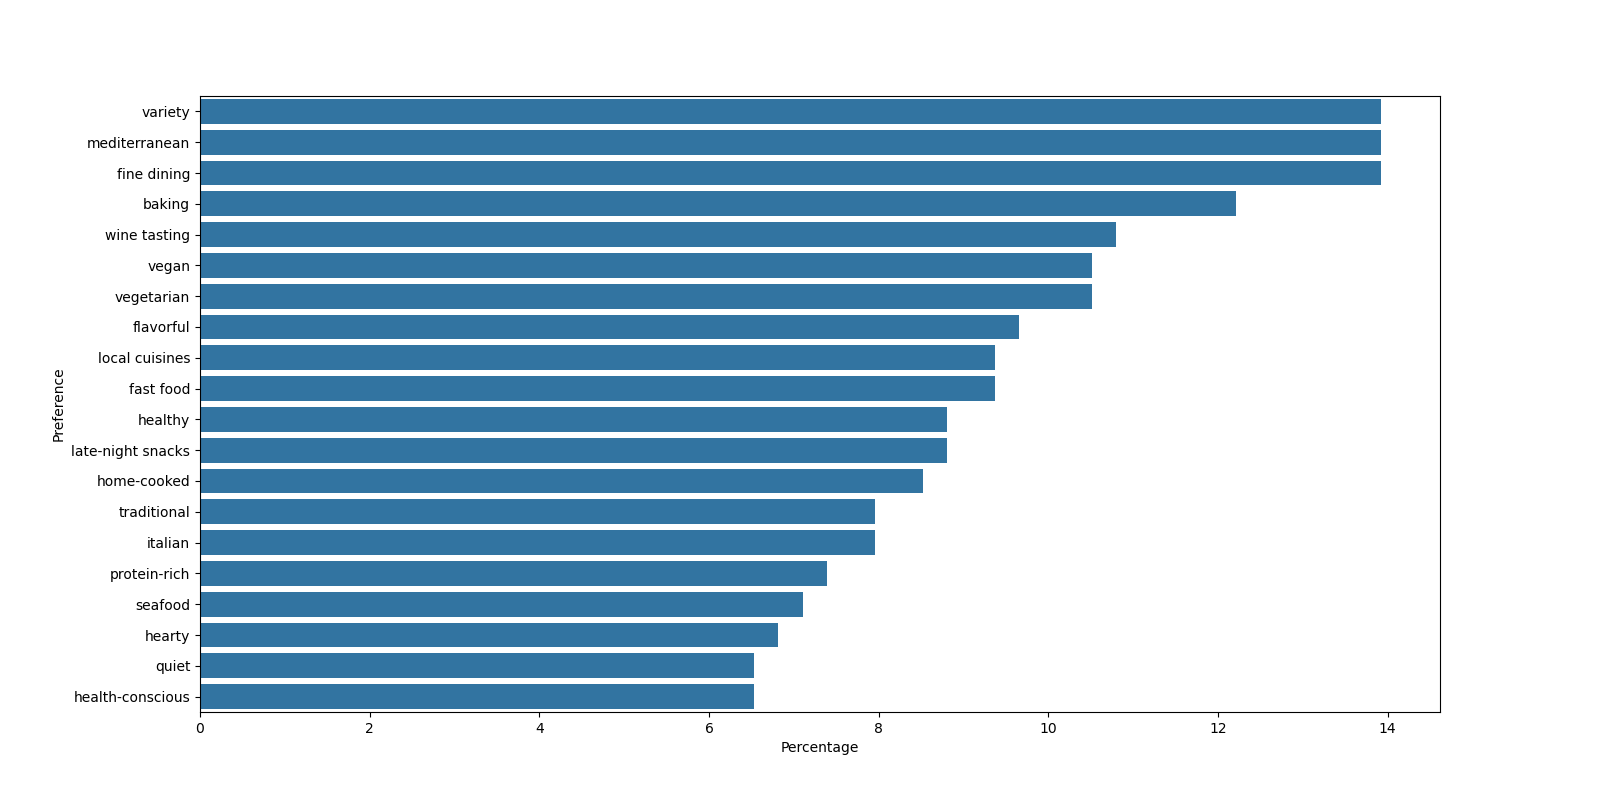 variety
mediterranean
fine dining
baking
wine tasting
vegan
vegetarian
flavorful
local cuisines
fast food
healthy
late-night snacks
home-cooked
traditional
italian
protein-rich
seafood
hearty
quiet
health-conscious
Preference
0 2 4 6 8 10 12 14
Percentage